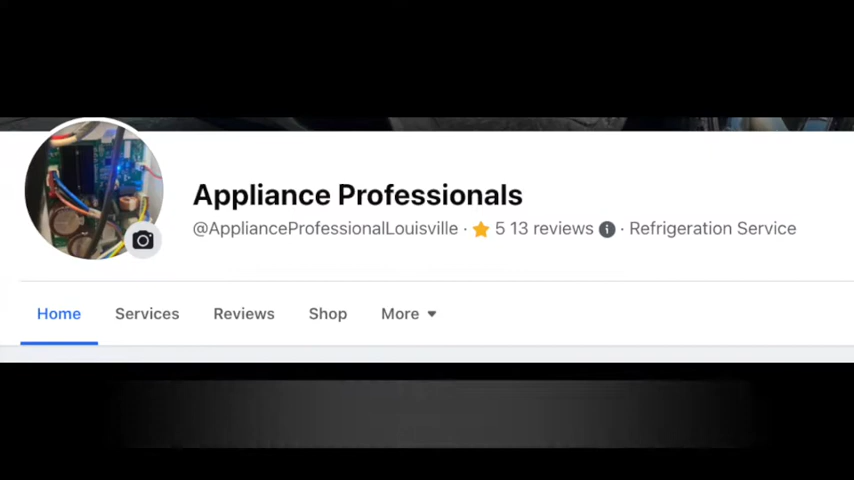 Appliance Professionals
@ApplianceProfessionalLouisville · 5 13 reviews · Refrigeration Service
Home Services Reviews Shop More